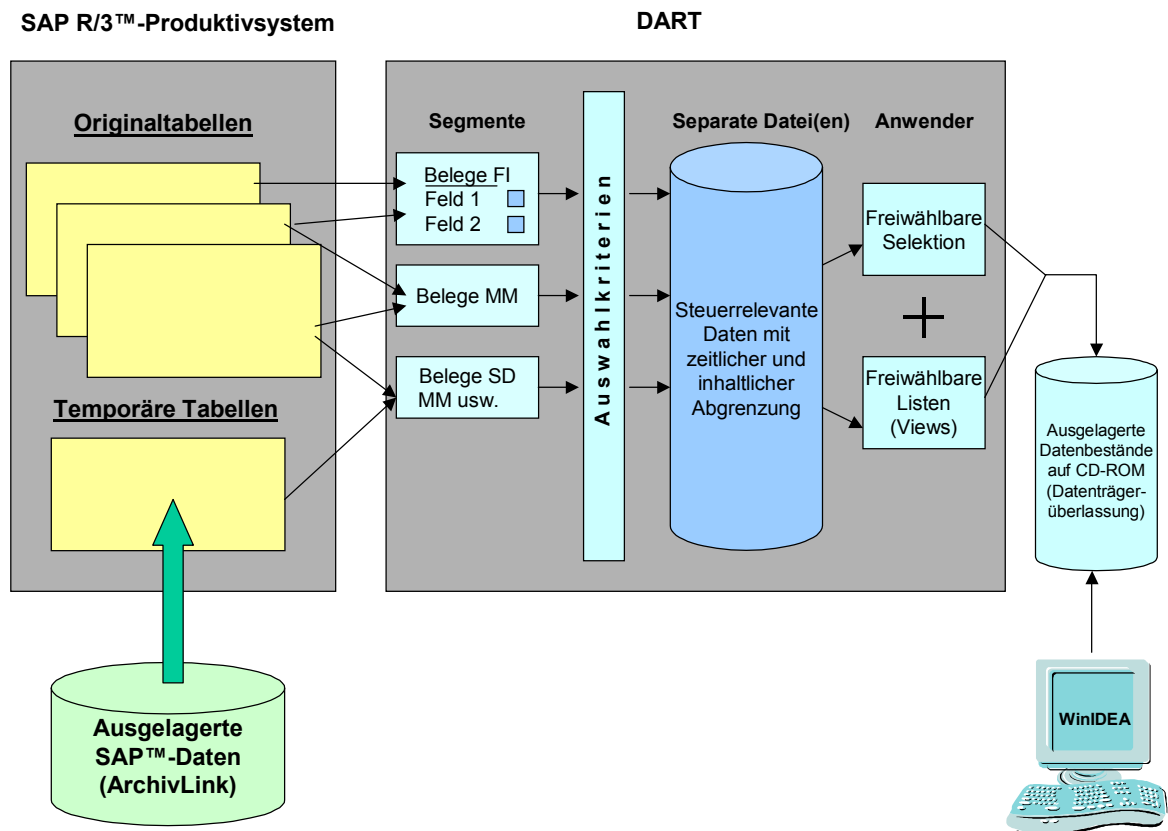 SAP R/3™-Produktivsystem
DART
Originaltabellen
Temporäre Tabellen
Ausgelagerte
SAP™-Daten
(ArchivLink)
Segmente
Belege FI
Feld 1
Feld 2
Belege MM
Belege SD
MM usw.
Auswahlkriterien
Separate Datei(en)
Steuerrelevante
Daten mit
zeitlicher und
inhaltlicher
Abgrenzung
Anwender
Freiwählbare
Selektion
+
Freiwählbare
Listen
(Views)
Ausgelagerte
Datenbestände
auf CD-ROM
(Datenträger-
überlassung)
WinIDEA